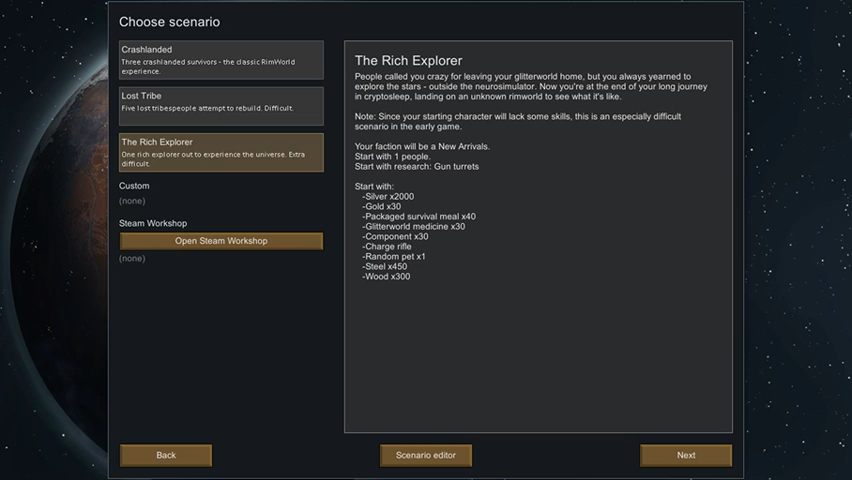 Choose scenario
Crashlanded
Three crashlanded survivors - the classic RimWorld
experience.
Lost Tribe
Five lost tribespeople attempt to rebuild. Difficult.
The Rich Explorer
One rich explorer out to experience the universe. Extra
difficult.
Custom
(none)
Steam Workshop
Open Steam Workshop
(none)
The Rich Explorer
People called you crazy for leaving your glitterworld home, but you always yearned to
explore the stars - outside the neurosimulator. Now you're at the end of your long journey
in cryptosleep, landing on an unknown rimworld to see what it's like.
Note: Since your starting character will lack some skills, this is an especially difficult
scenario in the early game.
Your faction will be a New Arrivals.
Start with 1 people.
Start with research: Gun turrets
Start with:
-Silver x2000
-Gold x30
-Packaged survival meal x40
-Glitterworld medicine x30
-Component x30
-Charge rifle
-Random pet x1
-Steel x450
-Wood x300
Back
Scenario editor
Next